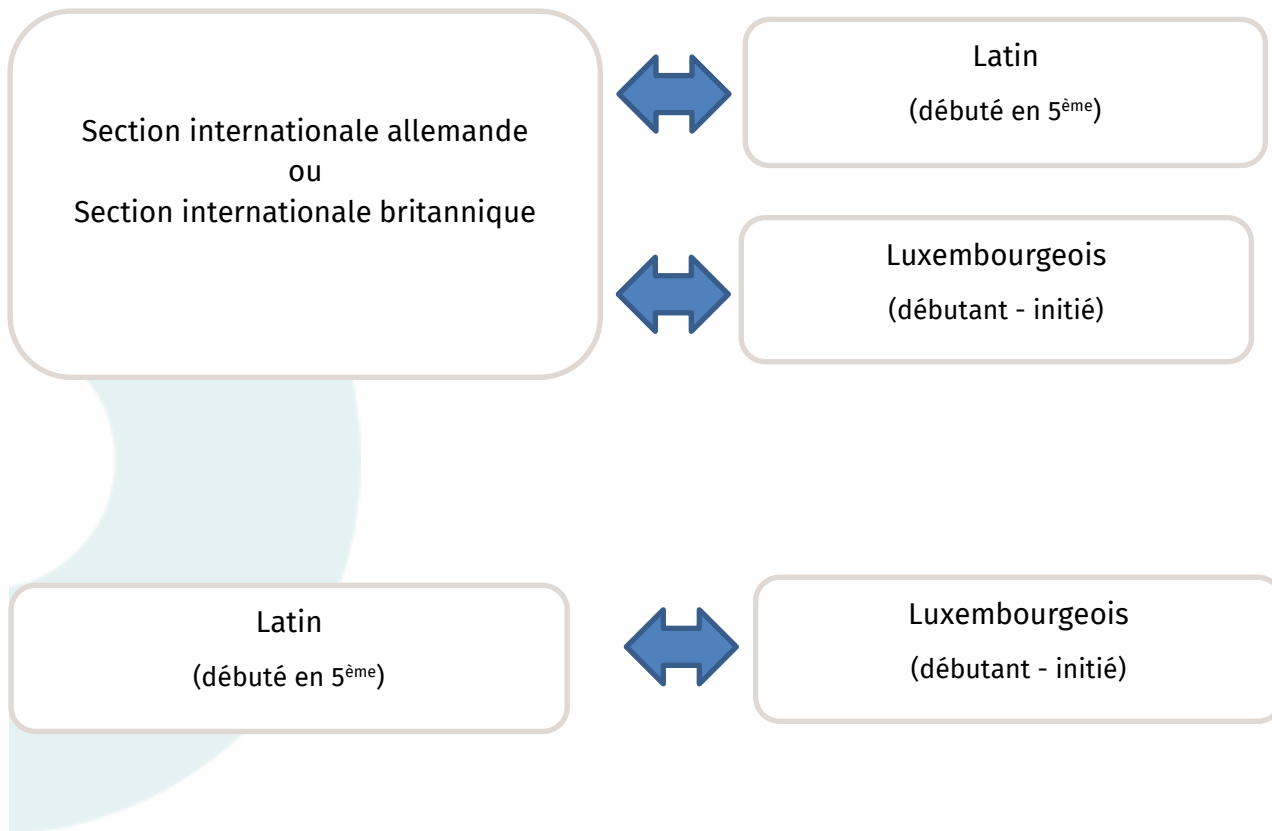 Section internationale allemande
ou
Section internationale britannique
Latin
(débuté en 5ème)
Luxembourgeois
(débutant - initié)
Latin
(débuté en 5ème)
Luxembourgeois
(débutant - initié)